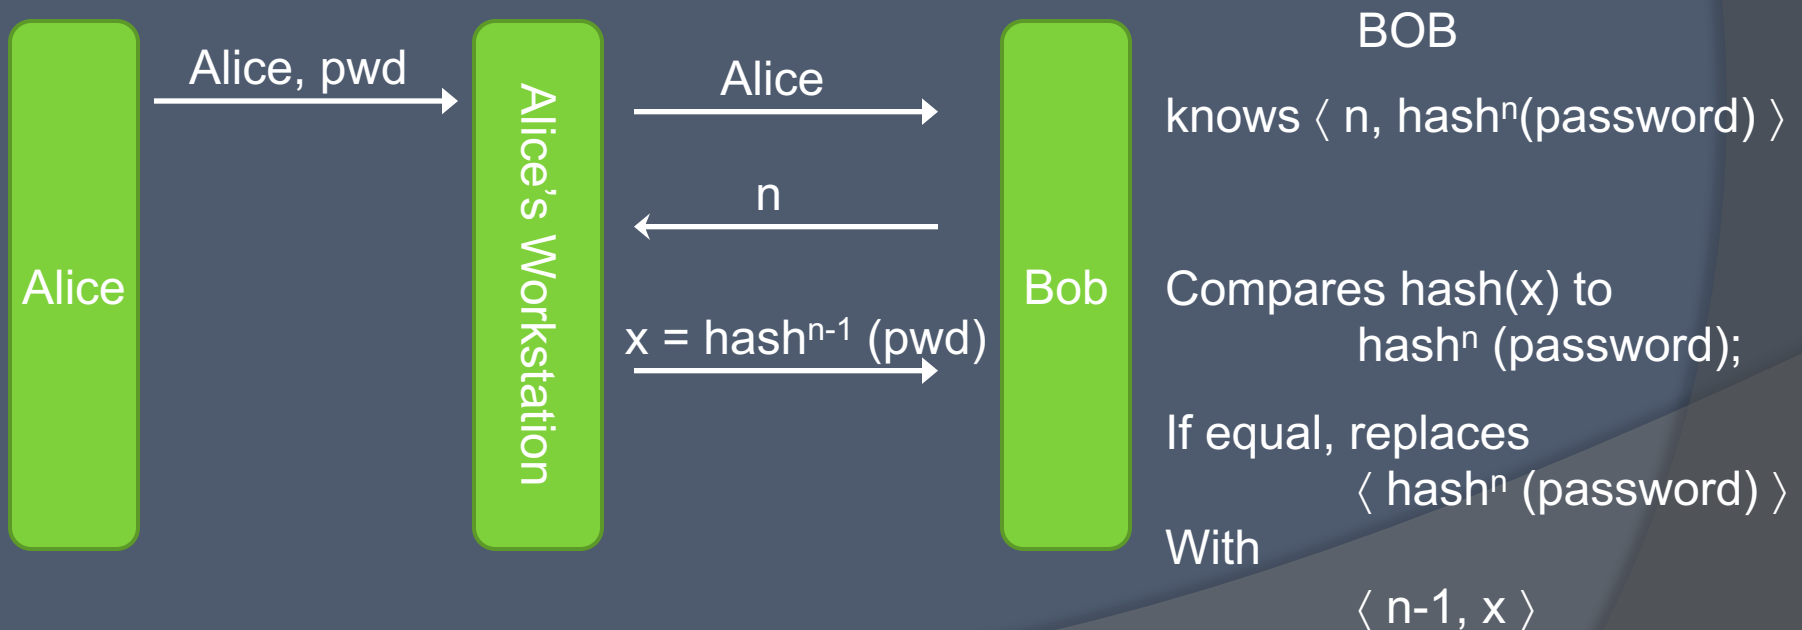 Alice
Alice, pwd
Alice's Workstation
Alice
n
x = hashⁿ⁻¹ (pwd)
Bob
BOB
knows ⟨ n, hashⁿ(password) ⟩
Compares hash(x) to
hashⁿ (password);
If equal, replaces
⟨ hashⁿ (password) ⟩
With
⟨ n-1, x ⟩